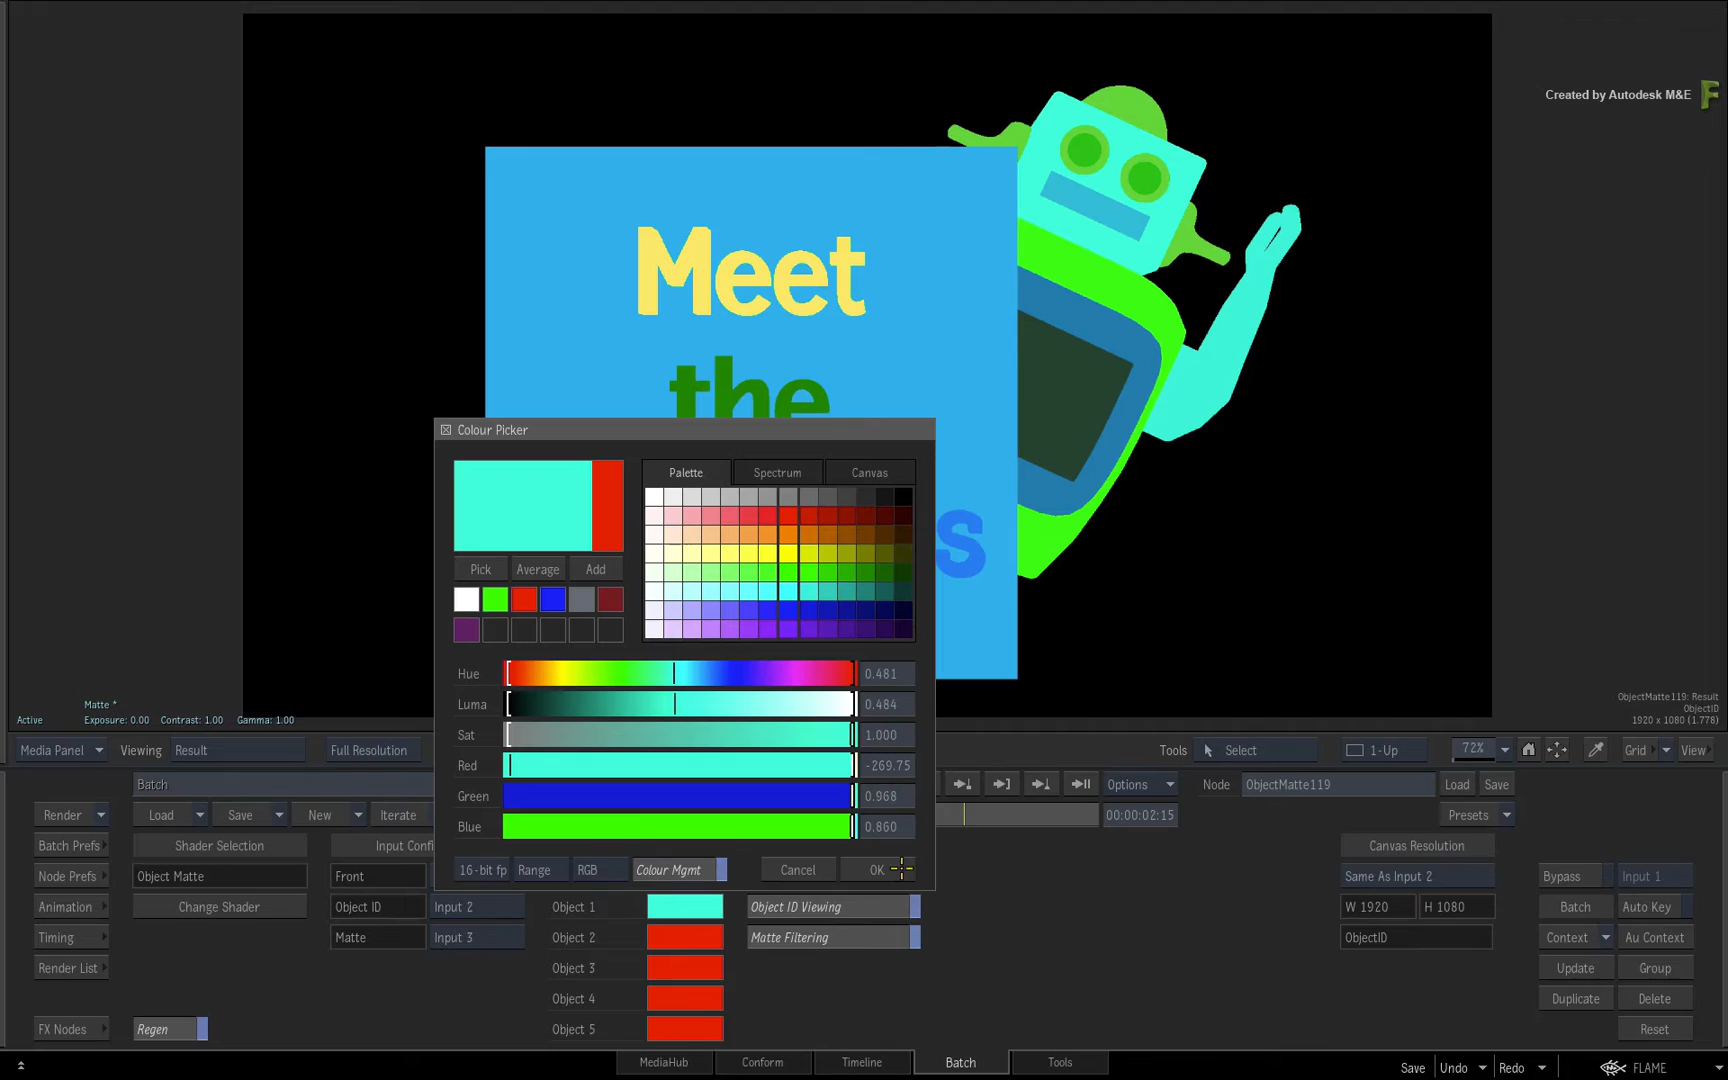 Created by Autodesk M&E
Meet
the
s
Colour Picker
Palette
Spectrum
Canvas
Pick
Average
Add
Hue
0.481
Luma
0.484
Sat
1.000
Red
-269.75
Green
0.968
Blue
0.860
16-bit fp
Range
RGB
Colour Mgmt
Cancel
OK
Matte *
Active
Exposure: 0.00
Contrast: 1.00
Gamma: 1.00
ObjectMatte119: Result
ObjectID
1920 x 1080 (1.778)
Media Panel
Viewing
Result
Full Resolution
Tools
Select
1-Up
72%
Grid
View
Batch
Options
Node
ObjectMatte119
Load
Save
Render
Load
Save
New
Iterate
00:00:02:15
Presets
Batch Prefs
Shader Selection
Input Confi
Canvas Resolution
Node Prefs
Object Matte
Front
Same As Input 2
Bypass
Input 1
Animation
Change Shader
Object ID
Input 2
Object 1
Object ID Viewing
W 1920
H 1080
Batch
Auto Key
Timing
Matte
Input 3
Object 2
Matte Filtering
ObjectID
Context
Au Context
Render List
Object 3
Update
Group
Object 4
Duplicate
Delete
FX Nodes
Regen
Object 5
Reset
MediaHub
Conform
Timeline
Batch
Tools
Save
Undo
Redo
FLAME